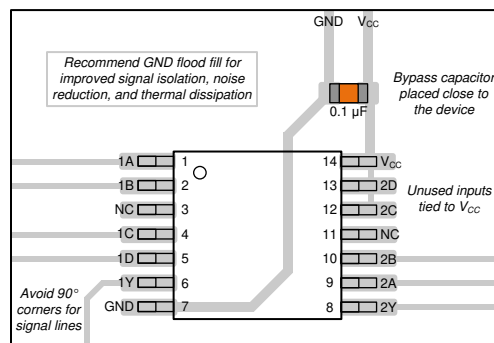 GND V_CC
Recommend GND flood fill for
improved signal isolation, noise
reduction, and thermal dissipation
Bypass capacitor
placed close to
the device
0.1 µF
1A 1 14 V_CC
1B 2 13 2D
Unused inputs
tied to V_CC
NC 3 12 2C
1C 4 11 NC
1D 5 10 2B
1Y 6 9 2A
GND 7 8 2Y
Avoid 90°
corners for
signal lines